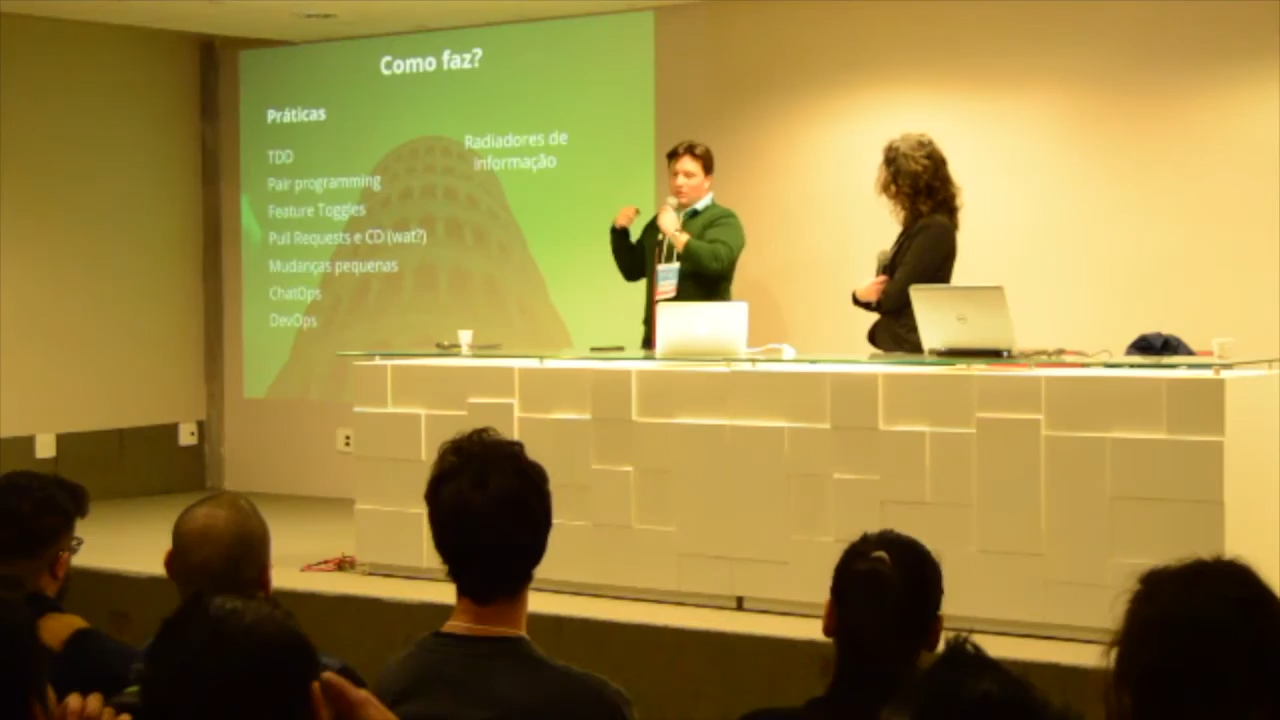 Como faz?
Práticas
TDD
Pair programming
Feature Toggles
Pull Requests e CD (wat?)
Mudanças pequenas
ChatOps
DevOps
Radiadores de
informação